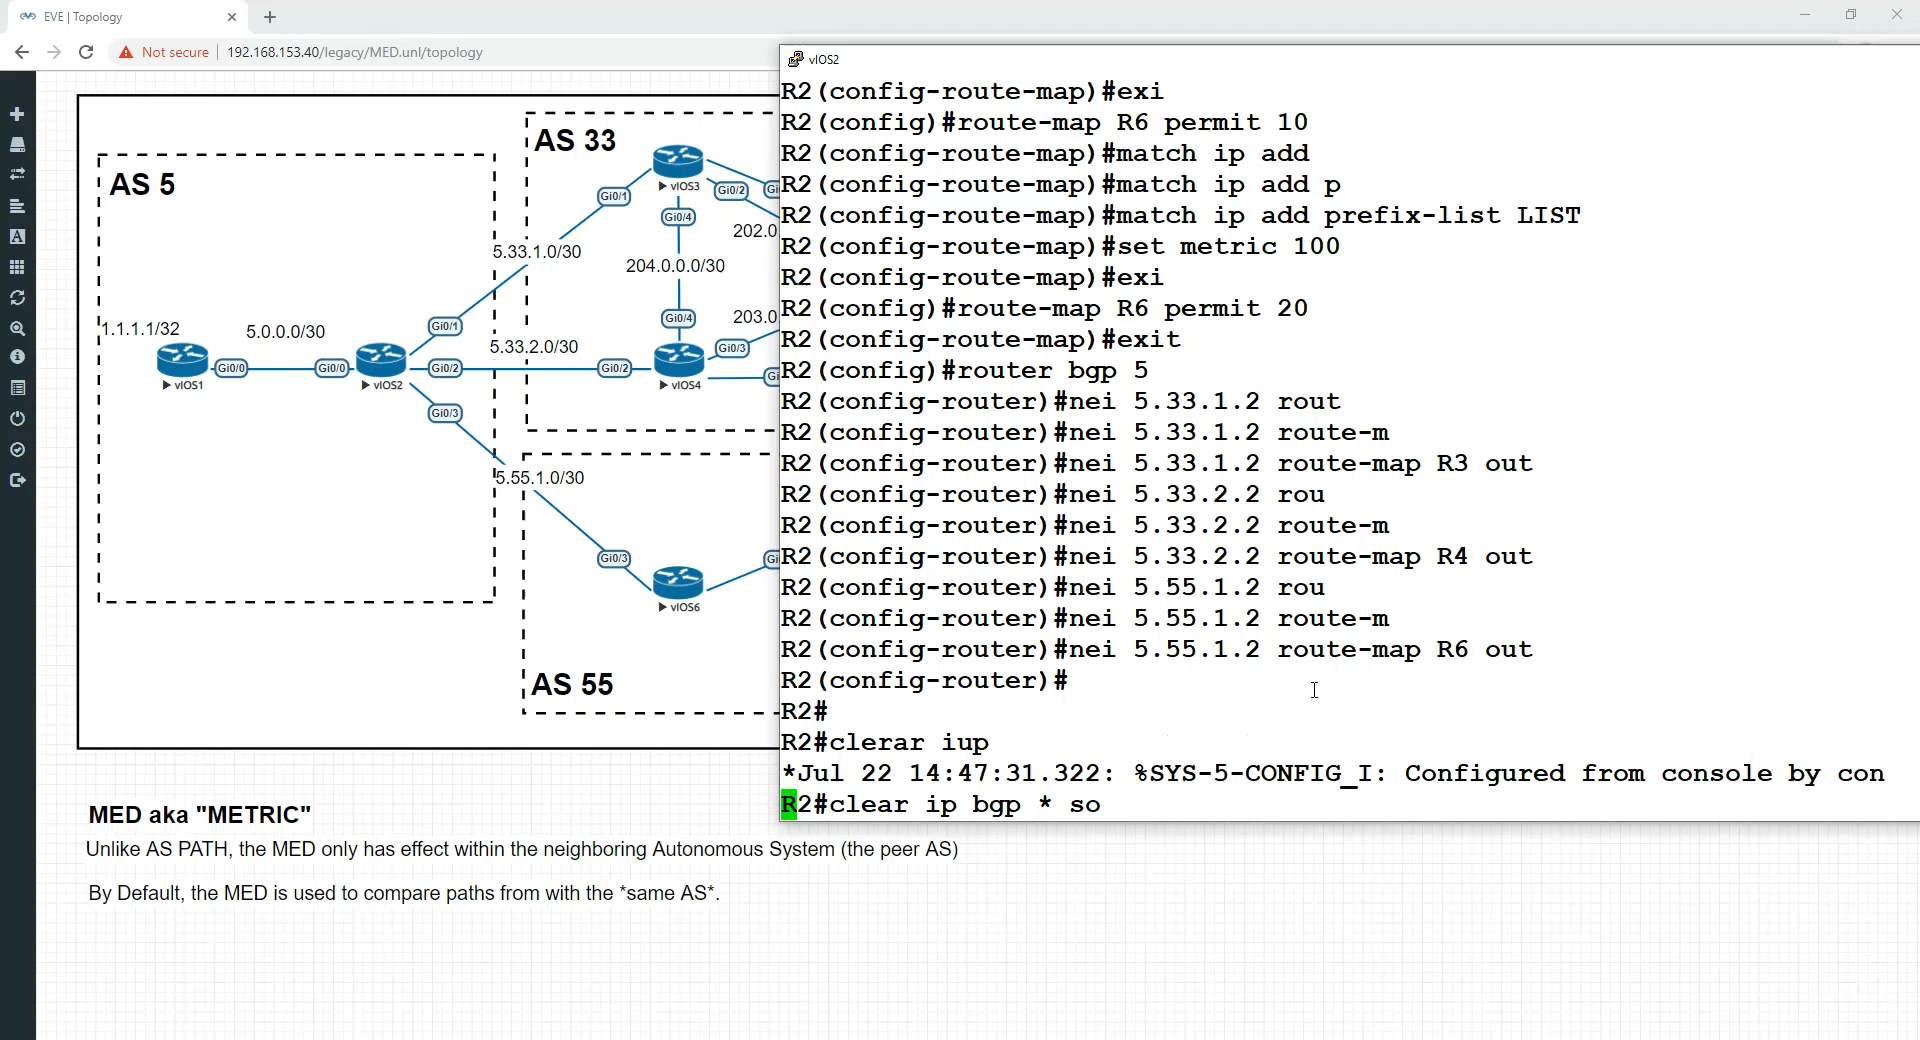 EVE | Topology
Not secure
192.168.153.40/legacy/MED.unl/topology
vIOS2
R2(config-route-map)#exi
R2(config)#route-map R6 permit 10
R2(config-route-map)#match ip add
R2(config-route-map)#match ip add p
R2(config-route-map)#match ip add prefix-list LIST
R2(config-route-map)#set metric 100
R2(config-route-map)#exi
R2(config)#route-map R6 permit 20
R2(config-route-map)#exit
R2(config)#router bgp 5
R2(config-router)#nei 5.33.1.2 rout
R2(config-router)#nei 5.33.1.2 route-m
R2(config-router)#nei 5.33.1.2 route-map R3 out
R2(config-router)#nei 5.33.2.2 rou
R2(config-router)#nei 5.33.2.2 route-m
R2(config-router)#nei 5.33.2.2 route-map R4 out
R2(config-router)#nei 5.55.1.2 rou
R2(config-router)#nei 5.55.1.2 route-m
R2(config-router)#nei 5.55.1.2 route-map R6 out
R2(config-router)#
R2#
R2#clerar iup
*Jul 22 14:47:31.322: %SYS-5-CONFIG_I: Configured from console by con
R2#clear ip bgp * so
AS 5
1.1.1.1/32
5.0.0.0/30
vIOS1
Gi0/0
Gi0/0
vIOS2
Gi0/1
Gi0/2
Gi0/3
5.33.1.0/30
5.33.2.0/30
5.55.1.0/30
AS 33
Gi0/1
vIOS3
Gi0/2
Gi
Gi0/4
202.0
204.0.0.0/30
Gi0/4
203.0
Gi0/3
Gi0/2
vIOS4
Gi
Gi0/3
Gi
vIOS6
AS 55
MED aka "METRIC"
Unlike AS PATH, the MED only has effect within the neighboring Autonomous System (the peer AS)
By Default, the MED is used to compare paths from with the *same AS*.